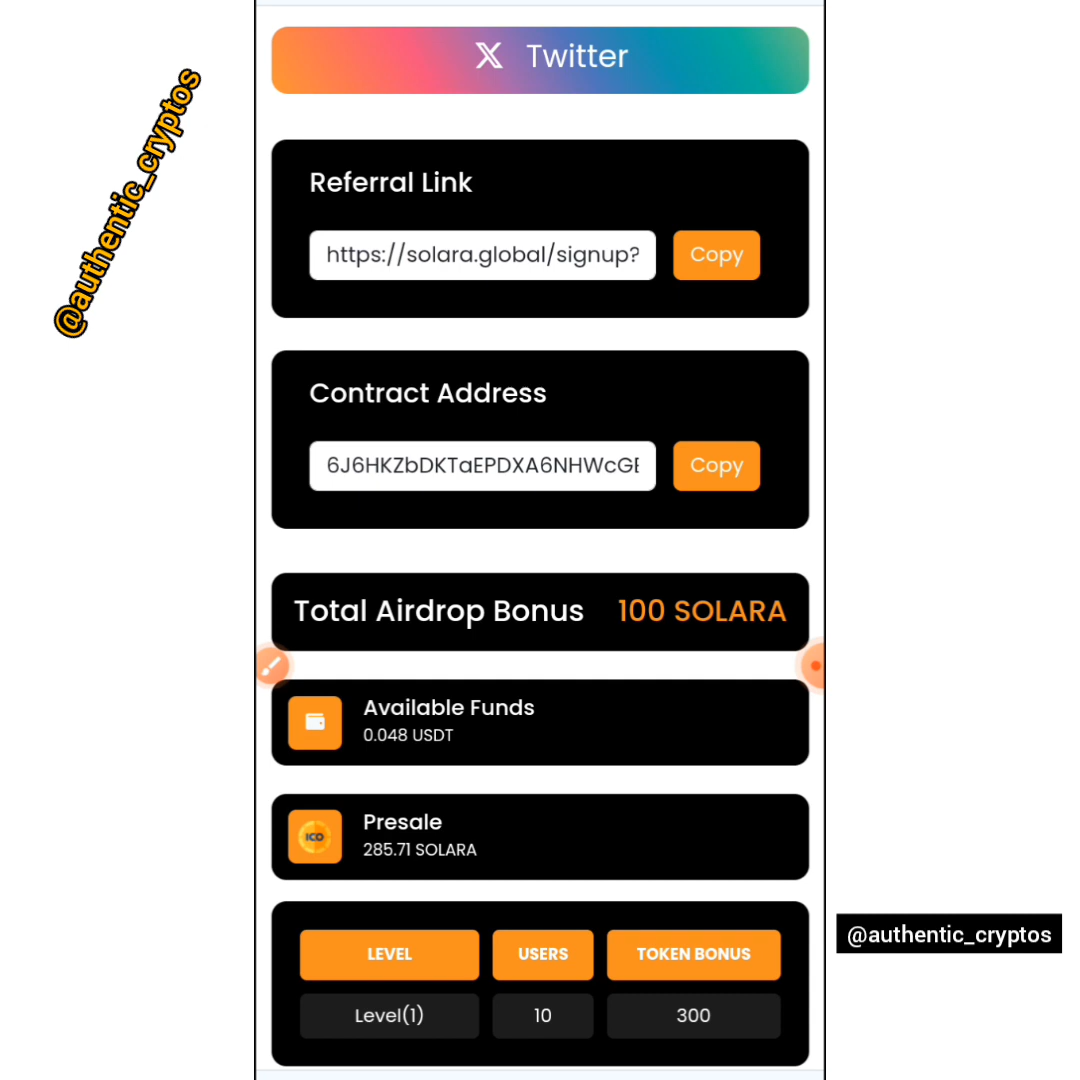 Twitter
@authentic_cryptos
Referral Link
https://solara.global/signup?
Copy
Contract Address
Copy
Total Airdrop Bonus 100 SOLARA
Available Funds
0.048 USDT
Presale
ICO
285.71 SOLARA
LEVEL USERS TOKEN BONUS
@authentic_cryptos
Level(1) 10 300